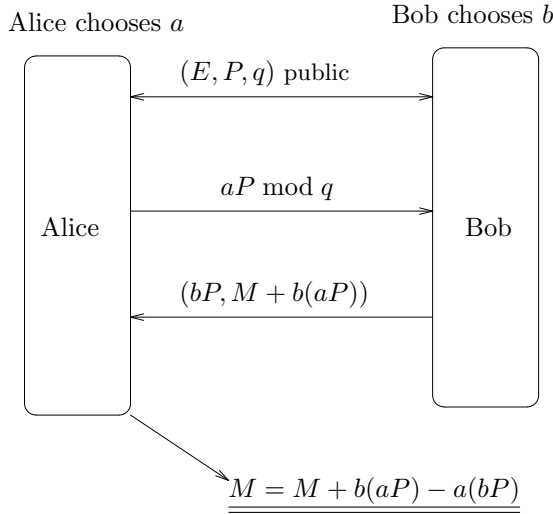 Alice chooses a
Bob chooses b
(E, P, q) public
aP mod q
Alice
Bob
(bP, M + b(aP))
M = M + b(aP) − a(bP)